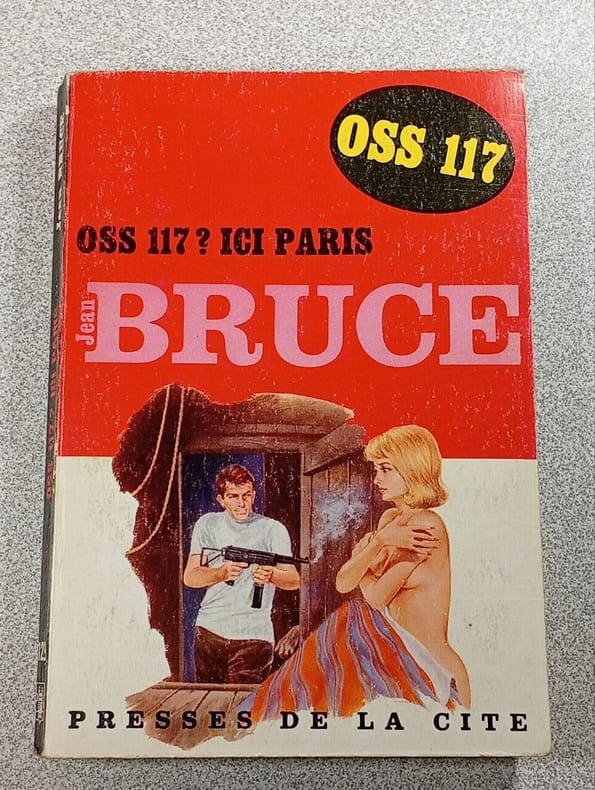 OSS 117
OSS 117 ? ICI PARIS
Jean
BRUCE
PRESSES DE LA CITE